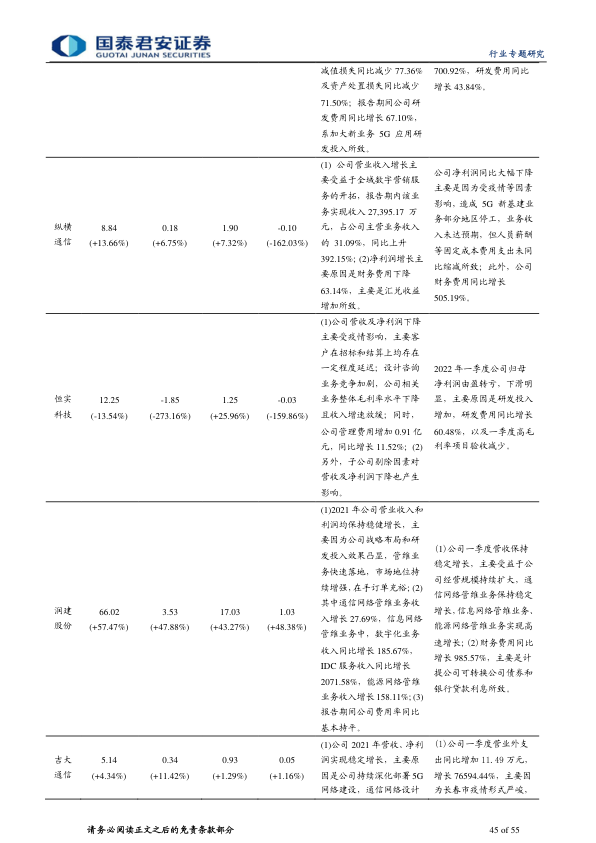 国泰君安证券
GUOTAI JUNAN SECURITIES
行业专题研究
减值损失同比减少 77.36%
及资产处置损失同比减少
71.50%；报告期间公司研
发费用同比增长 67.10%，
系加大新业务 5G 应用研
发投入所致。
700.92%，研发费用同比
增长 43.84%。
纵横
通信
8.84
(+13.66%)
0.18
(+6.75%)
1.90
(+7.32%)
-0.10
(-162.03%)
(1) 公司营业收入增长主
要受益于全域数字营销服
务的开拓，报告期内该业
务实现收入 27,395.17 万
元，占公司主营业务收入
的 31.09%，同比上升
392.15%; (2)净利润增长主
要原因是财务费用下降
63.14%，主要是汇兑收益
增加所致。
公司净利润同比大幅下降
主要是因为受疫情等因素
影响，造成 5G 新基建业
务部分地区停工，业务收
入未达预期，但人员薪酬
等固定成本费用支出未同
比缩减所致；此外，公司
财务费用同比增长
505.19%。
恒实
科技
12.25
(-13.54%)
-1.85
(-273.16%)
1.25
(+25.96%)
-0.03
(-159.86%)
(1)公司营收及净利润下降
主要受疫情影响，主要客
户在招标和结算上均存在
一定程度延迟；设计咨询
业务竞争加剧，公司相关
业务整体毛利率水平下降
且收入增速放缓；同时，
公司管理费用增加 0.91 亿
元，同比增长 11.52%；(2)
另外，子公司剔除因素对
营收及净利润下降也产生
影响。
2022 年一季度公司归母
净利润由盈转亏，下滑明
显，主要原因是研发投入
增加，研发费用同比增长
60.48%，以及一季度高毛
利率项目验收减少。
润建
股份
66.02
(+57.47%)
3.53
(+47.88%)
17.03
(+43.27%)
1.03
(+48.38%)
(1)2021 年公司营业收入和
利润均保持稳健增长，主
要因为公司战略布局和研
发投入效果凸显，管维业
务快速落地，市场地位持
续增强，在手订单充裕；(2)
其中通信网络管维业务收
入增长 27.69%，信息网络
管维业务中，数字化业务
收入同比增长 185.67%，
IDC 服务收入同比增长
2071.58%，能源网络管维
业务收入增长 158.11%; (3)
报告期间公司费用率同比
基本持平。
(1)公司一季度营收保持
稳定增长，主要受益于公
司经营规模持续扩大，通
信网络管维业务保持稳定
增长，信息网络管维业务、
能源网络管维业务实现高
速增长；(2)财务费用同比
增长 985.57%，主要是计
提公司可转换公司债券和
银行贷款利息所致。
吉大
通信
5.14
(+4.34%)
0.34
(+11.42%)
0.93
(+1.29%)
0.05
(+1.16%)
(1)公司 2021 年营收、净利
润实现稳定增长，主要原
因是公司持续深化部署 5G
网络建设，通信网络设计
(1)公司一季度营业外支
出同比增加 11.49 万元，
增长 76594.44%，主要因
为长春市疫情形式严峻，
请务必阅读正文之后的免责条款部分
45 of 55